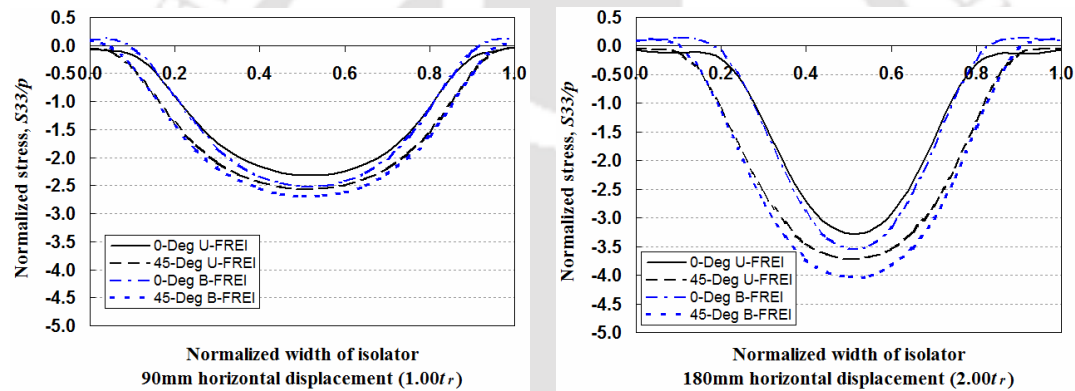 0.5
0.0
-0.5
-1.0
-1.5
-2.0
-2.5
-3.0
-3.5
-4.0
-4.5
-5.0
0.0 0.2 0.4 0.6 0.8 1.0
Normalized stress, S33/p
0-Deg U-FREI
45-Deg U-FREI
0-Deg B-FREI
45-Deg B-FREI
Normalized width of isolator
90mm horizontal displacement (1.00tr)
0.5
0.0
-0.5
-1.0
-1.5
-2.0
-2.5
-3.0
-3.5
-4.0
-4.5
-5.0
0.0 0.2 0.4 0.6 0.8 1.0
Normalized stress, S33/p
0-Deg U-FREI
45-Deg U-FREI
0-Deg B-FREI
45-Deg B-FREI
Normalized width of isolator
180mm horizontal displacement (2.00tr)